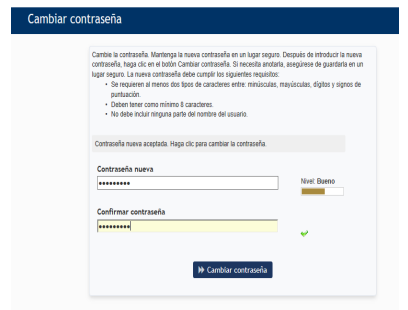 Cambiar contraseña
Cambie la contraseña. Mantenga la nueva contraseña en un lugar seguro. Después de introducir la nueva
contraseña, haga clic en el botón Cambiar contraseña. Si necesita anotarla, asegúrese de guardarla en un
lugar seguro. La nueva contraseña debe cumplir los siguientes requisitos:
• Se requieren al menos dos tipos de caracteres entre: minúsculas, mayúsculas, dígitos y signos de
puntuación.
• Deben tener como mínimo 8 caracteres.
• No debe incluir ninguna parte del nombre del usuario.
Contraseña nueva aceptada. Haga clic para cambiar la contraseña.
Contraseña nueva
Nivel: Bueno
Confirmar contraseña
Cambiar contraseña